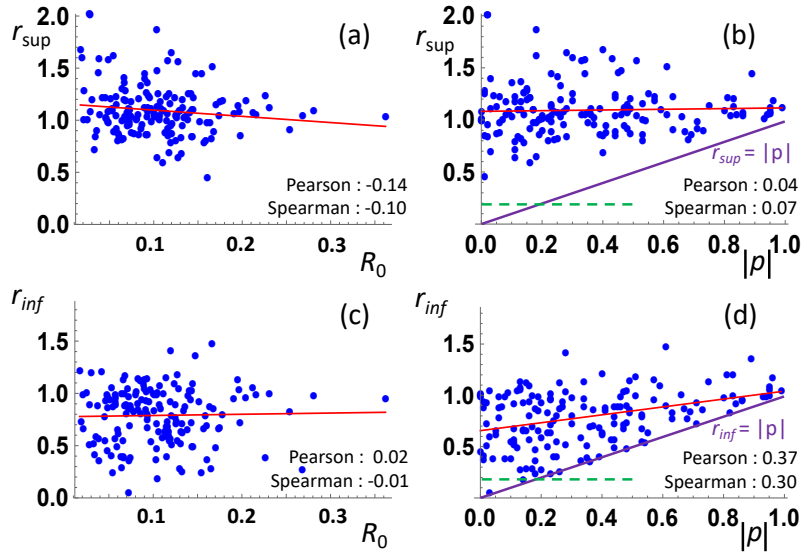 2.0
r_sup
(a)
1.5
1.0
0.5
Pearson : -0.14
Spearman : -0.10
0.0
0.1 0.2 0.3
R_0
2.0
r_sup
(b)
1.5
1.0
r_sup = |p|
0.5
Pearson : 0.04
Spearman : 0.07
0.0
0.0 0.2 0.4 0.6 0.8 1.0
|p|
r_inf
(c)
1.5
1.0
0.5
Pearson : 0.02
Spearman : -0.01
0.0
0.1 0.2 0.3
R_0
r_inf
(d)
1.5
1.0
r_inf = |p|
0.5
Pearson : 0.37
Spearman : 0.30
0.0
0.0 0.2 0.4 0.6 0.8 1.0
|p|